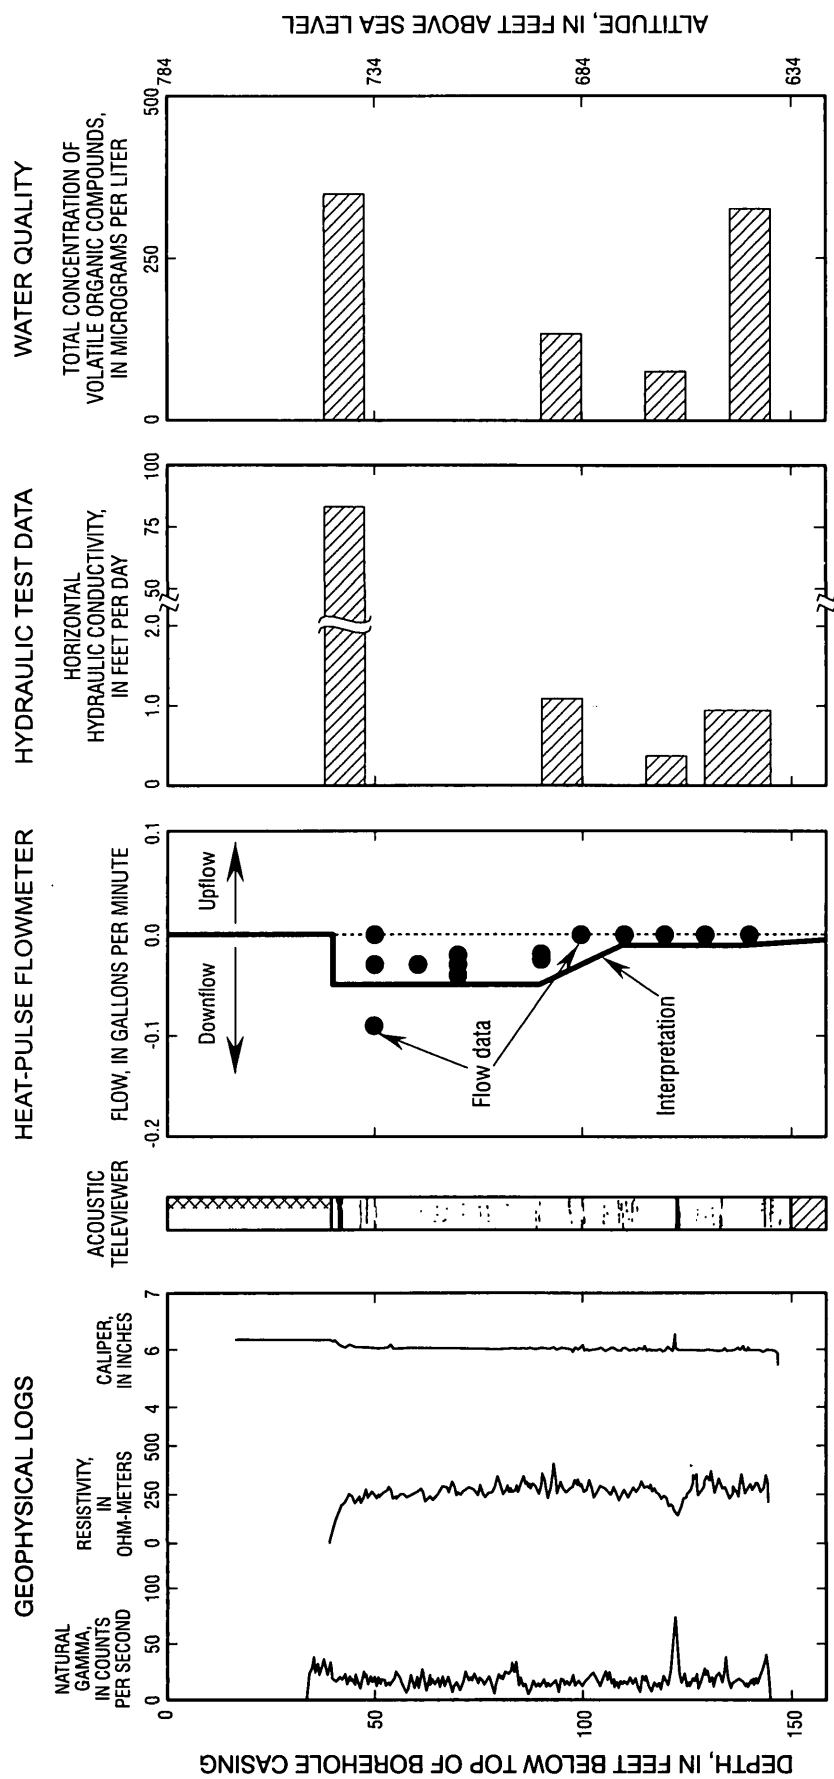 GEOPHYSICAL LOGS
NATURAL
GAMMA,
IN COUNTS
PER SECOND
0
50
100
RESISTIVITY,
IN
OHM-METERS
0
250
500
CALIPER,
IN INCHES
4
6
7
ACOUSTIC
TELEVIEWER
HEAT-PULSE FLOWMETER
FLOW, IN GALLONS PER MINUTE
-0.2
-0.1
0.0
0.1
Downflow
Upflow
Flow data
Interpretation
HYDRAULIC TEST DATA
HORIZONTAL
HYDRAULIC CONDUCTIVITY,
IN FEET PER DAY
0
1.0
2.0
50
75
100
WATER QUALITY
TOTAL CONCENTRATION OF
VOLATILE ORGANIC COMPOUNDS,
IN MICROGRAMS PER LITER
0
250
500
DEPTH, IN FEET BELOW TOP OF BOREHOLE CASING
0
50
100
150
ALTITUDE, IN FEET ABOVE SEA LEVEL
784
734
684
634